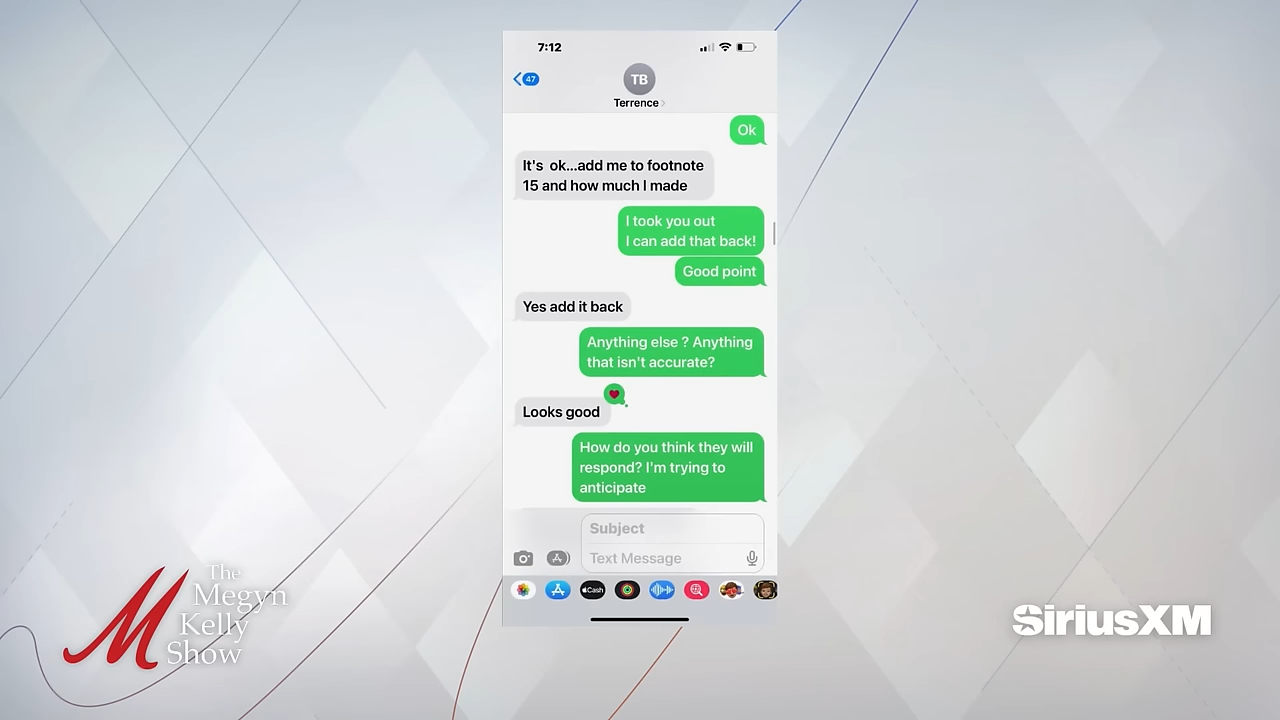 7:12
47
TB
Terrence
Ok
It's ok...add me to footnote
15 and how much I made
I took you out
I can add that back!
Good point
Yes add it back
Anything else ? Anything
that isn't accurate?
Looks good
How do you think they will
respond? I'm trying to
anticipate
Subject
Text Message
Cash
The
Megyn
Kelly
Show
SiriusXM